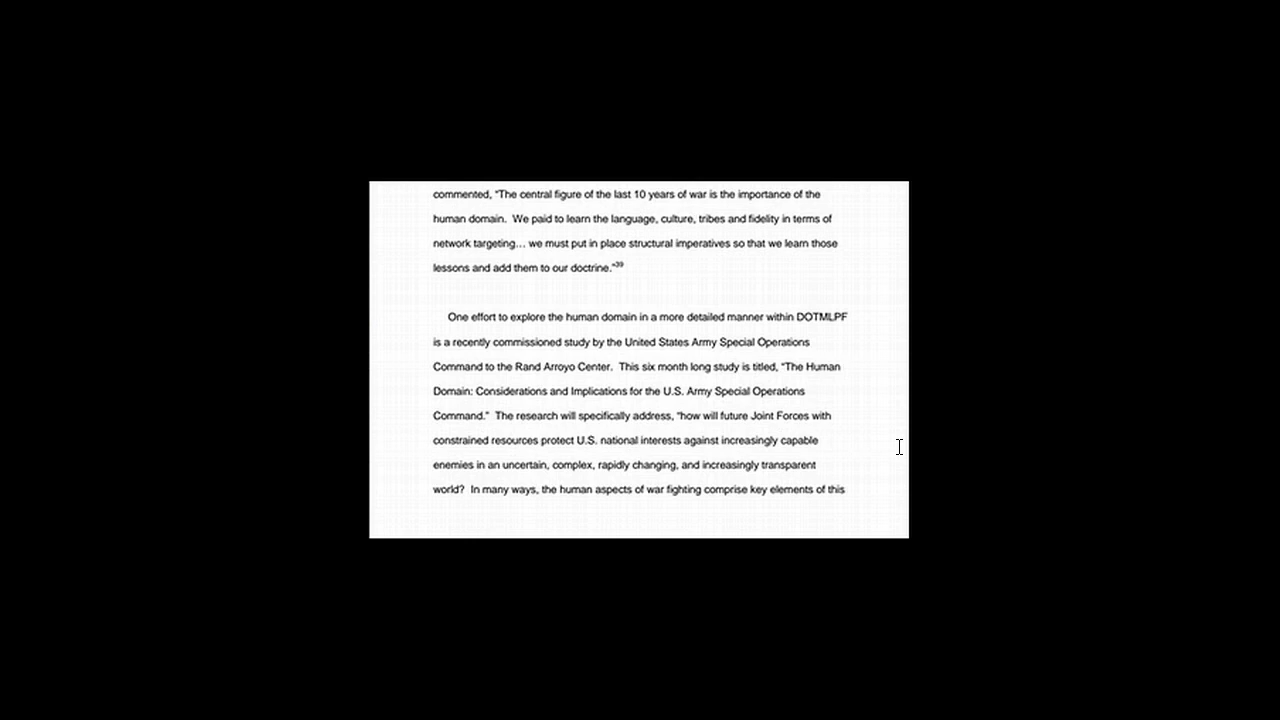 commented, “The central figure of the last 10 years of war is the importance of the
human domain.  We paid to learn the language, culture, tribes and fidelity in terms of
network targeting… we must put in place structural imperatives so that we learn those
lessons and add them to our doctrine.”39
One effort to explore the human domain in a more detailed manner within DOTMLPF
is a recently commissioned study by the United States Army Special Operations
Command to the Rand Arroyo Center.  This six month long study is titled, “The Human
Domain: Considerations and Implications for the U.S. Army Special Operations
Command.”  The research will specifically address, “how will future Joint Forces with
constrained resources protect U.S. national interests against increasingly capable
enemies in an uncertain, complex, rapidly changing, and increasingly transparent
world?  In many ways, the human aspects of war fighting comprise key elements of this